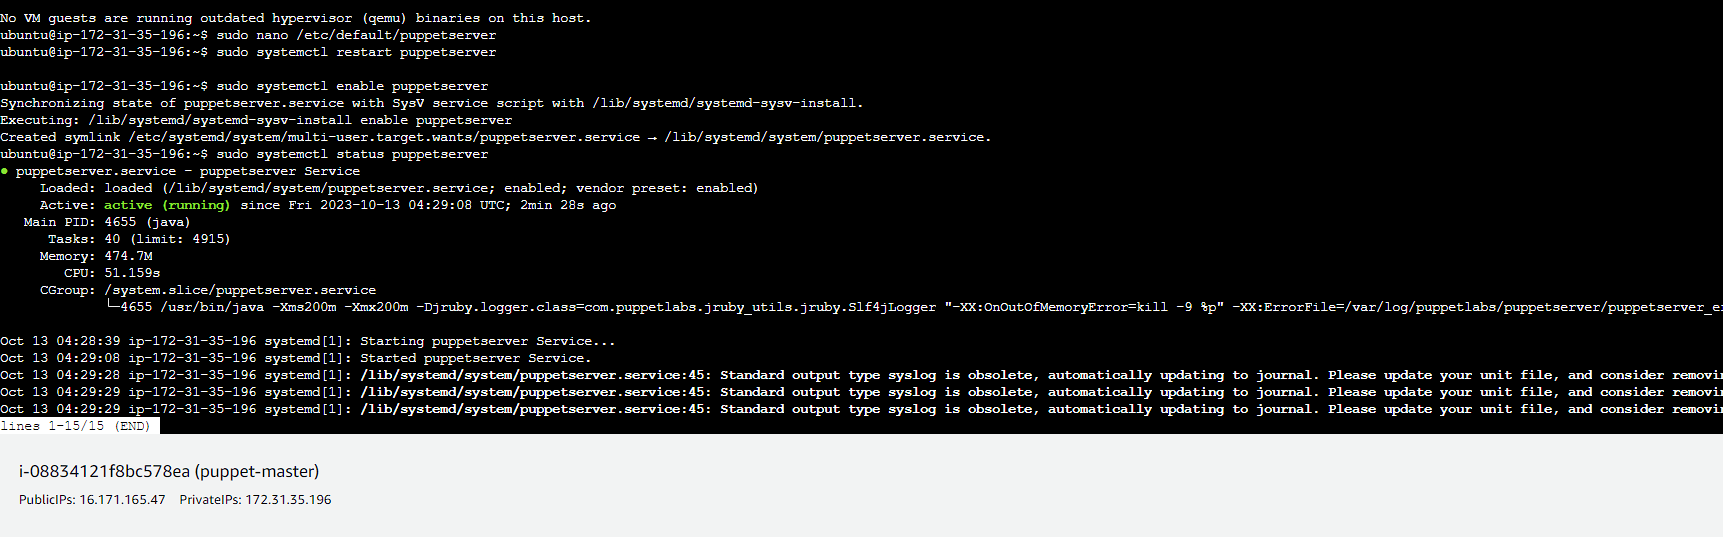 No VM guests are running outdated hypervisor (qemu) binaries on this host.
ubuntu@ip-172-31-35-196:~$ sudo nano /etc/default/puppetserver
ubuntu@ip-172-31-35-196:~$ sudo systemctl restart puppetserver
ubuntu@ip-172-31-35-196:~$ sudo systemctl enable puppetserver
Synchronizing state of puppetserver.service with SysV service script with /lib/systemd/systemd-sysv-install.
Executing: /lib/systemd/systemd-sysv-install enable puppetserver
Created symlink /etc/systemd/system/multi-user.target.wants/puppetserver.service → /lib/systemd/system/puppetserver.service.
ubuntu@ip-172-31-35-196:~$ sudo systemctl status puppetserver
● puppetserver.service - puppetserver Service
Loaded: loaded (/lib/systemd/system/puppetserver.service; enabled; vendor preset: enabled)
Active: active (running) since Fri 2023-10-13 04:29:08 UTC; 2min 28s ago
Main PID: 4655 (java)
Tasks: 40 (limit: 4915)
Memory: 474.7M
CPU: 51.159s
CGroup: /system.slice/puppetserver.service
└─4655 /usr/bin/java -Xms200m -Xmx200m -Djruby.logger.class=com.puppetlabs.jruby_utils.jruby.Slf4jLogger "-XX:OnOutOfMemoryError=kill -9 %p" -XX:ErrorFile=/var/log/puppetlabs/puppetserver/puppetserver_e
Oct 13 04:28:39 ip-172-31-35-196 systemd[1]: Starting puppetserver Service...
Oct 13 04:29:08 ip-172-31-35-196 systemd[1]: Started puppetserver Service.
Oct 13 04:29:28 ip-172-31-35-196 systemd[1]: /lib/systemd/system/puppetserver.service:45: Standard output type syslog is obsolete, automatically updating to journal. Please update your unit file, and consider removin
Oct 13 04:29:29 ip-172-31-35-196 systemd[1]: /lib/systemd/system/puppetserver.service:45: Standard output type syslog is obsolete, automatically updating to journal. Please update your unit file, and consider removin
Oct 13 04:29:29 ip-172-31-35-196 systemd[1]: /lib/systemd/system/puppetserver.service:45: Standard output type syslog is obsolete, automatically updating to journal. Please update your unit file, and consider removin
lines 1-15/15 (END)
i-08834121f8bc578ea (puppet-master)
PublicIPs: 16.171.165.47 PrivateIPs: 172.31.35.196